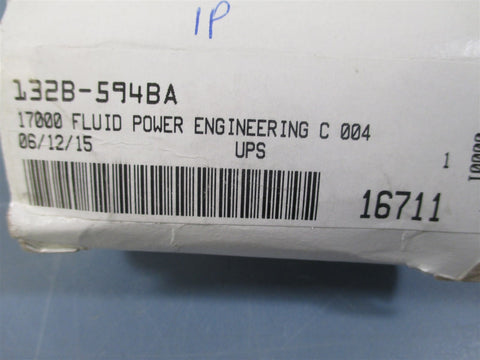 1P
132B-594BA
17000 FLUID POWER ENGINEERING C 004
06/12/15 UPS
1
16711